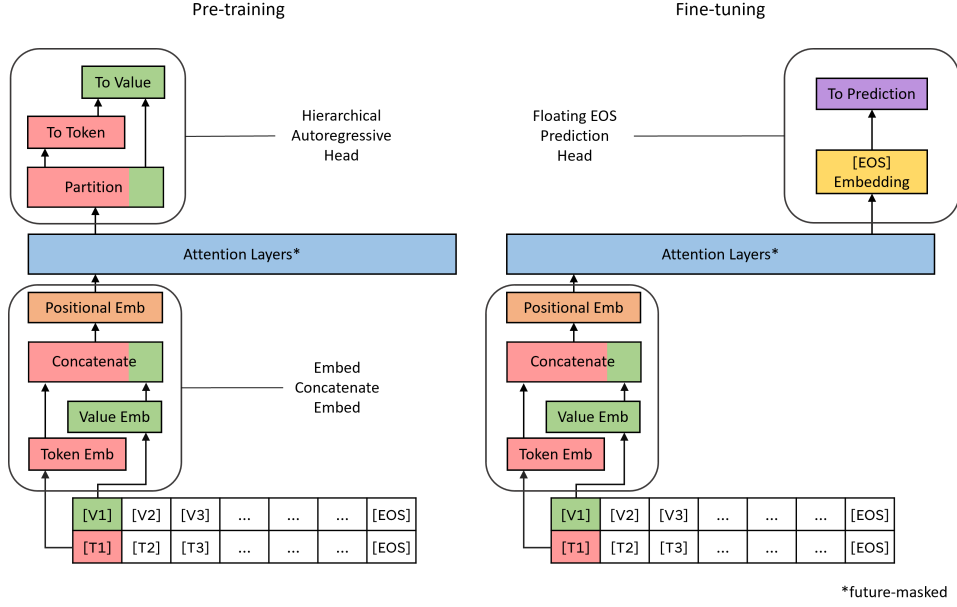 Pre-training
To Value
To Token
Partition
Hierarchical
Autoregressive
Head
Attention Layers*
Positional Emb
Concatenate
Value Emb
Token Emb
Embed
Concatenate
Embed
[V1] [V2] [V3] ... ... ... [EOS]
[T1] [T2] [T3] ... ... ... [EOS]
Fine-tuning
Floating EOS
Prediction
Head
To Prediction
[EOS]
Embedding
Attention Layers*
Positional Emb
Concatenate
Value Emb
Token Emb
[V1] [V2] [V3] ... ... ... [EOS]
[T1] [T2] [T3] ... ... ... [EOS]
*future-masked